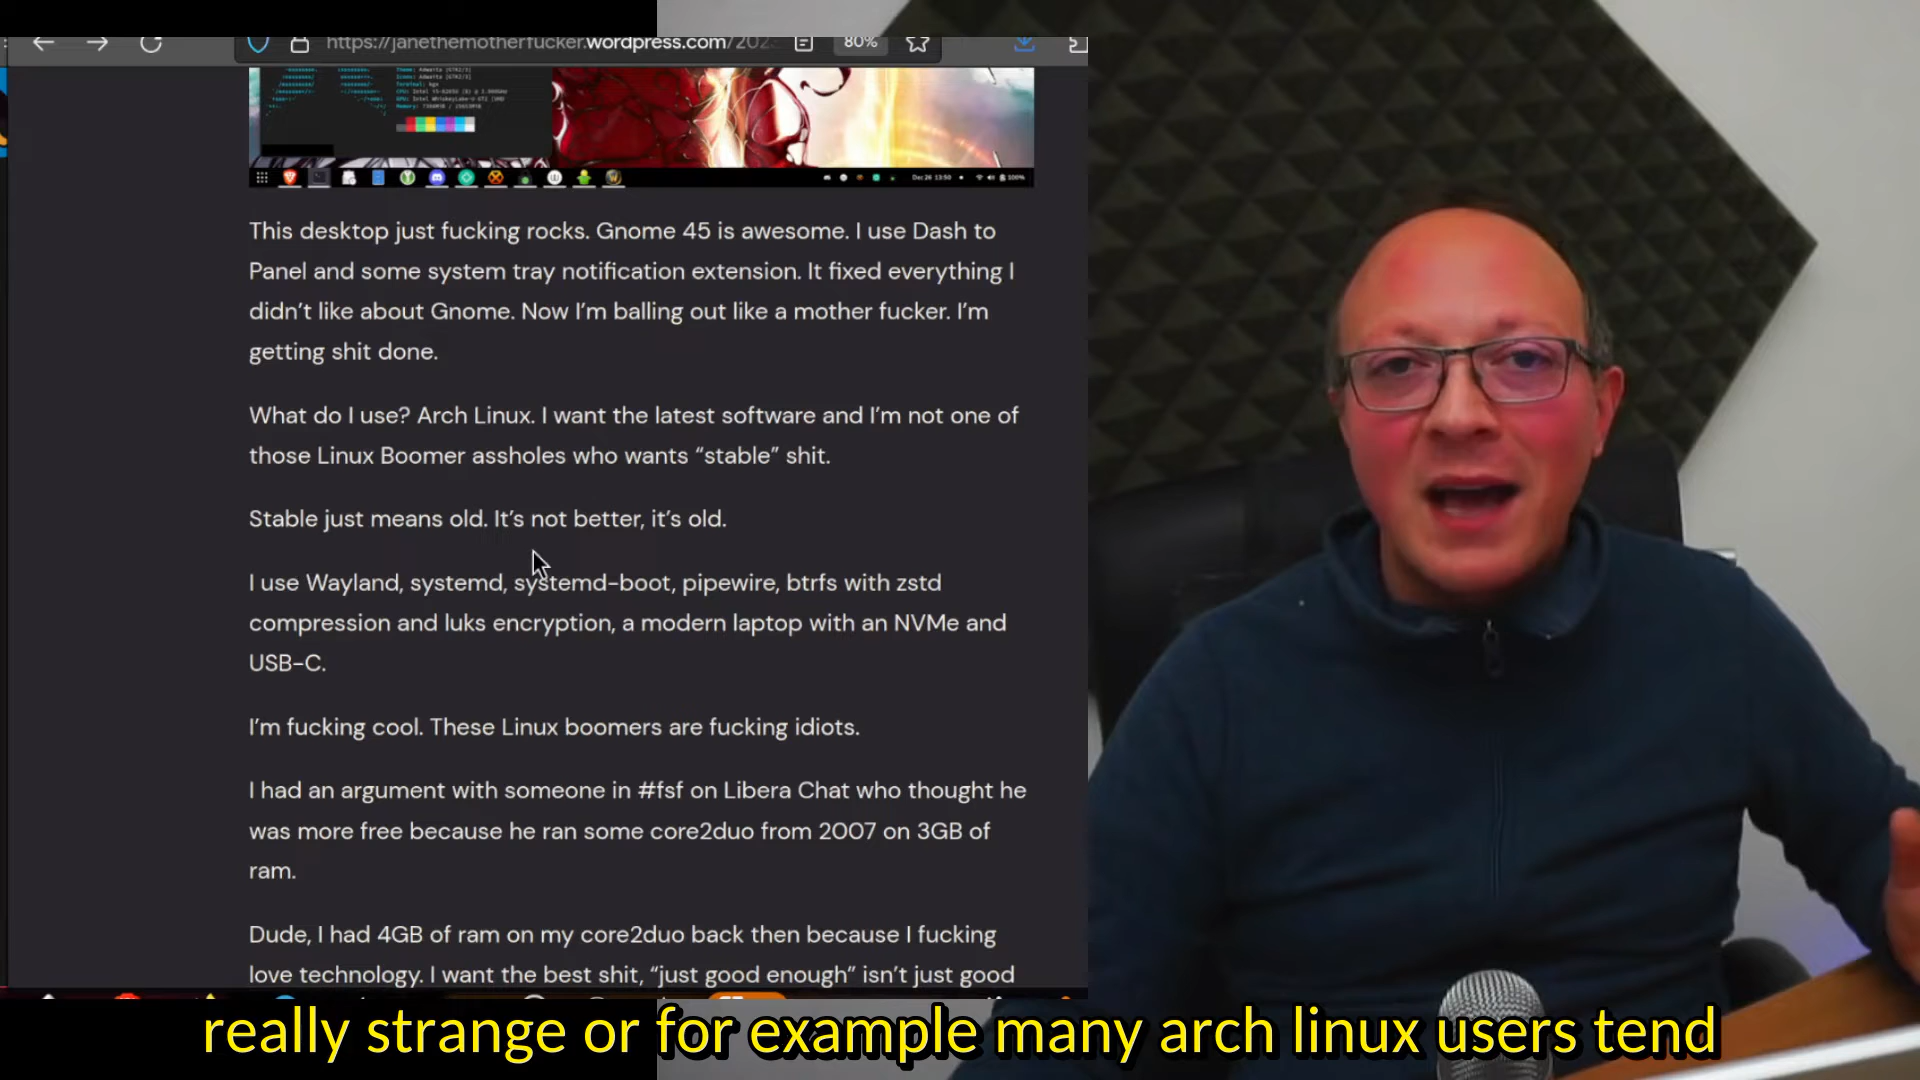 https://janethemotherfucker.wordpress.com/202
80%
Memory:
Dec 26 13:50
100%
This desktop just fucking rocks. Gnome 45 is awesome. I use Dash to
Panel and some system tray notification extension. It fixed everything I
didn’t like about Gnome. Now I’m balling out like a mother fucker. I’m
getting shit done.
What do I use? Arch Linux. I want the latest software and I’m not one of
those Linux Boomer assholes who wants “stable” shit.
Stable just means old. It’s not better, it’s old.
I use Wayland, systemd, systemd-boot, pipewire, btrfs with zstd
compression and luks encryption, a modern laptop with an NVMe and
USB-C.
I’m fucking cool. These Linux boomers are fucking idiots.
I had an argument with someone in #fsf on Libera Chat who thought he
was more free because he ran some core2duo from 2007 on 3GB of
ram.
Dude, I had 4GB of ram on my core2duo back then because I fucking
love technology. I want the best shit, “just good enough” isn’t just good
really strange or for example many arch linux users tend